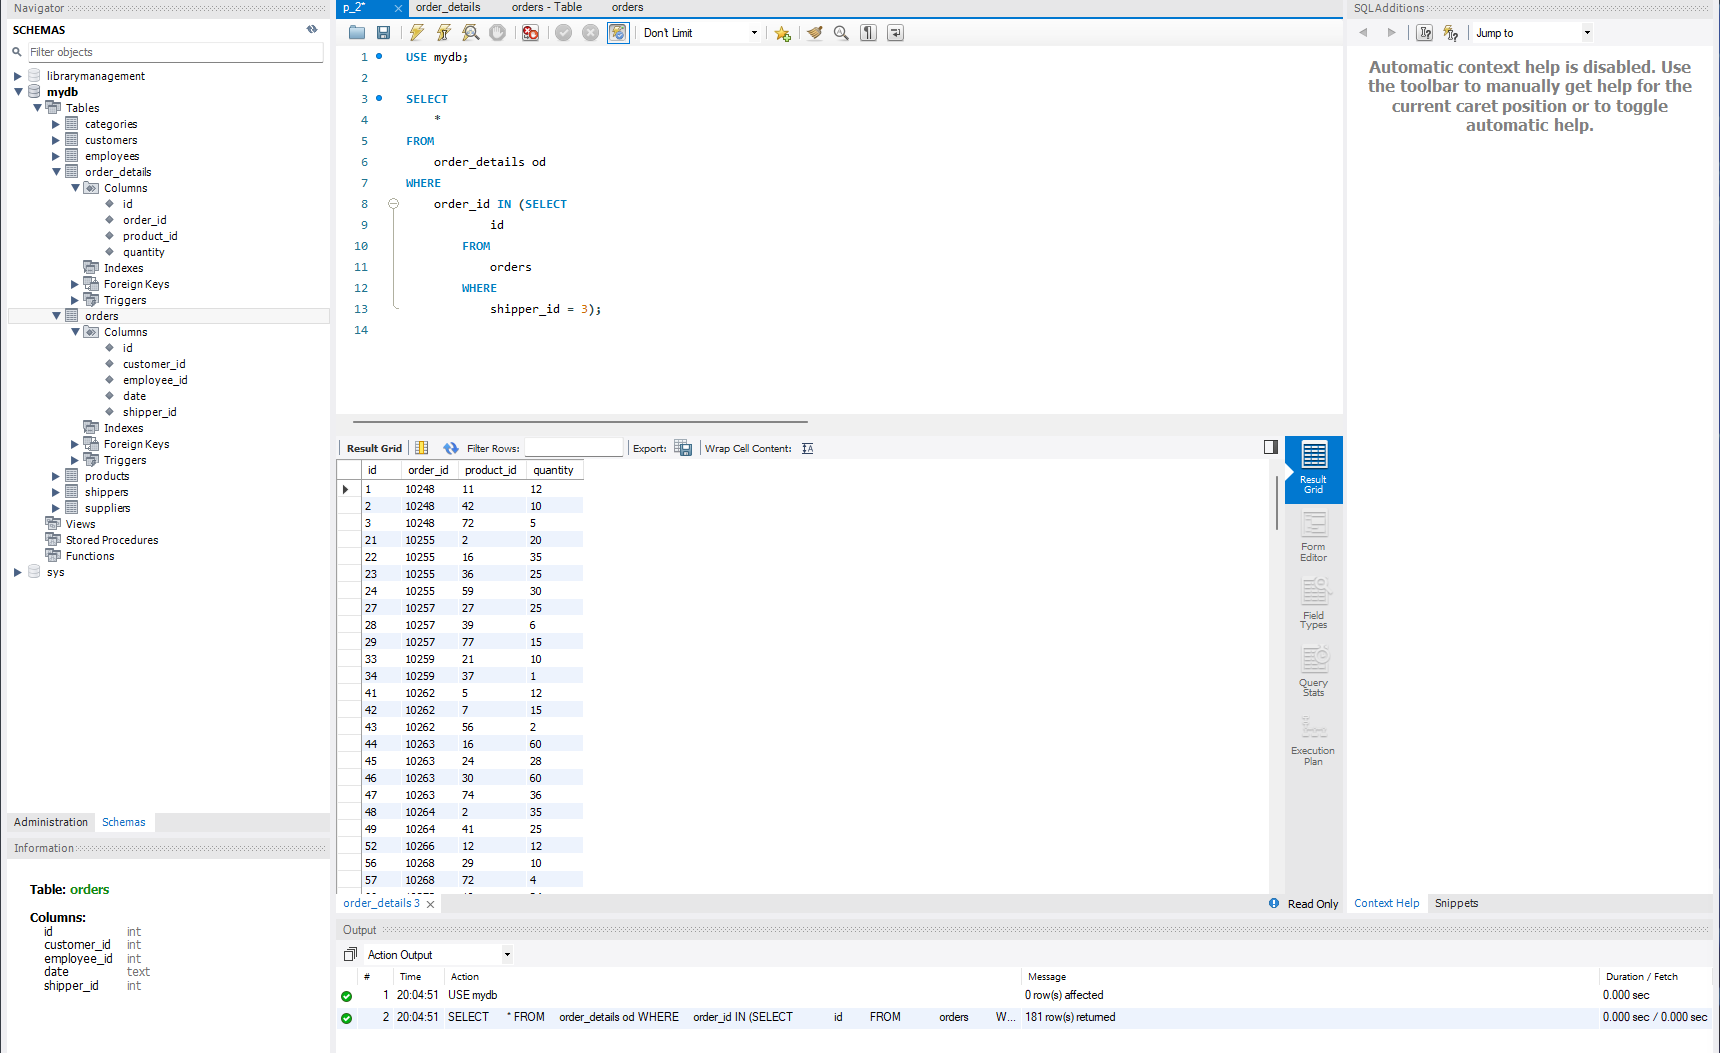 Navigator
SCHEMAS
Filter objects
librarymanagement
mydb
Tables
categories
customers
employees
order_details
Columns
id
order_id
product_id
quantity
Indexes
Foreign Keys
Triggers
orders
Columns
id
customer_id
employee_id
date
shipper_id
Indexes
Foreign Keys
Triggers
products
shippers
suppliers
Views
Stored Procedures
Functions
sys
Administration Schemas
Information
Table: orders
Columns:
id int
customer_id int
employee_id int
date text
shipper_id int
p_2* order_details orders - Table orders
Don't Limit
1 USE mydb;
2
3 SELECT
4 *
5 FROM
6 order_details od
7 WHERE
8 order_id IN (SELECT
9 id
10 FROM
11 orders
12 WHERE
13 shipper_id = 3);
14
Result Grid Filter Rows: Export: Wrap Cell Content:
id order_id product_id quantity
1 10248 11 12
2 10248 42 10
3 10248 72 5
21 10255 2 20
22 10255 16 35
23 10255 36 25
24 10255 59 30
27 10257 27 25
28 10257 39 6
29 10257 77 15
33 10259 21 10
34 10259 37 1
41 10262 5 12
42 10262 7 15
43 10262 56 2
44 10263 16 60
45 10263 24 28
46 10263 30 60
47 10263 74 36
48 10264 2 35
49 10264 41 25
52 10266 12 12
56 10268 29 10
57 10268 72 4
Result
Grid
Form
Editor
Field
Types
Query
Stats
Execution
Plan
order_details 3 Read Only
Output
Action Output
# Time Action Message Duration / Fetch
1 20:04:51 USE mydb 0 row(s) affected 0.000 sec
2 20:04:51 SELECT * FROM order_details od WHERE order_id IN (SELECT id FROM orders W... 181 row(s) returned 0.000 sec / 0.000 sec
SQLAdditions
Jump to
Automatic context help is disabled. Use
the toolbar to manually get help for the
current caret position or to toggle
automatic help.
Context Help Snippets